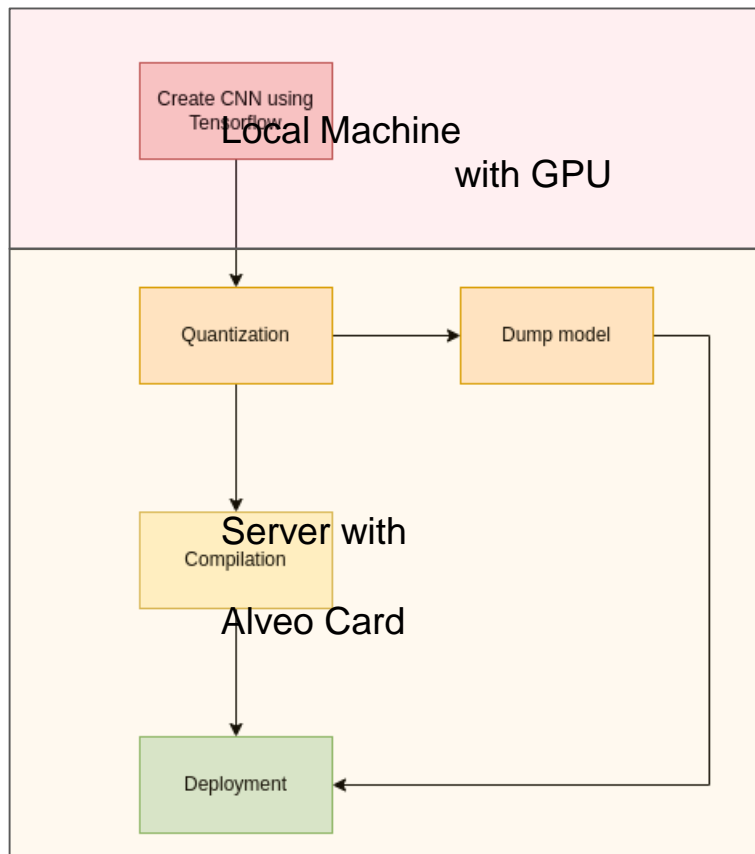 Create CNN using
Tensorflow
Local Machine
with GPU
Quantization
Dump model
Server with
Compilation
Alveo Card
Deployment